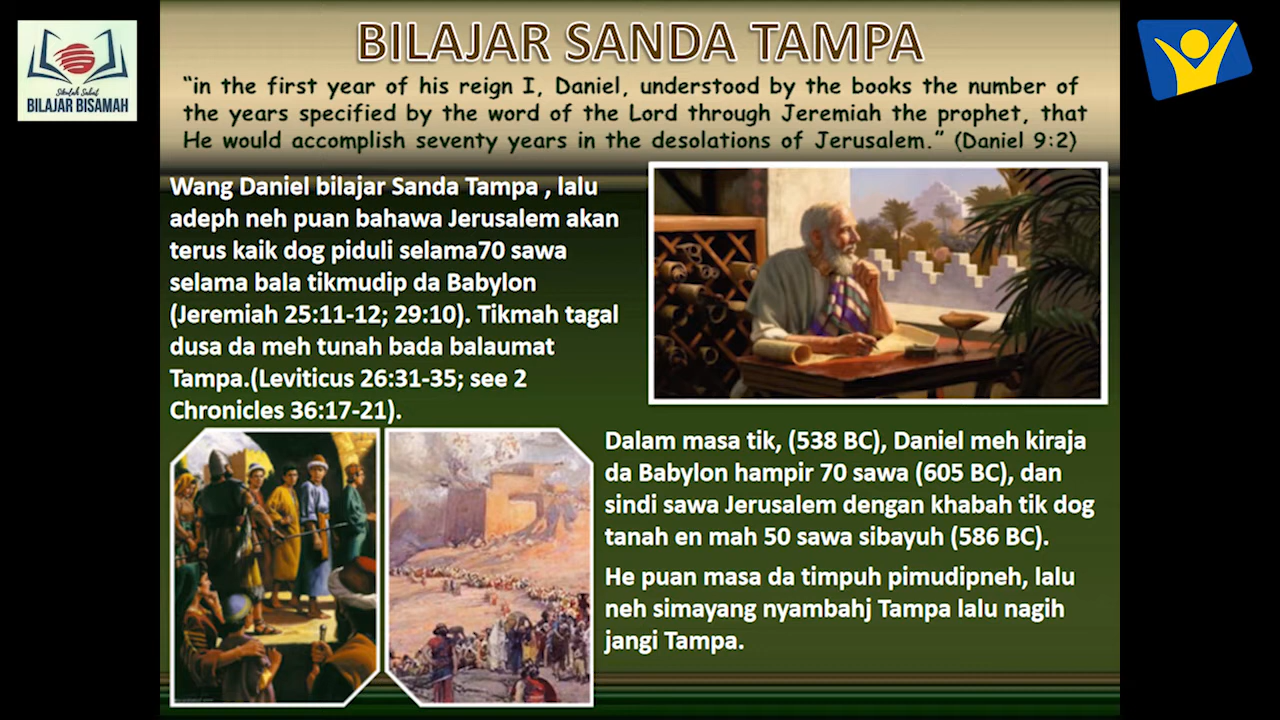 Sekolah Sabat
BILAJAR BISAMAH
BILAJAR SANDA TAMPA
“in the first year of his reign I, Daniel, understood by the books the number of
the years specified by the word of the Lord through Jeremiah the prophet, that
He would accomplish seventy years in the desolations of Jerusalem.” (Daniel 9:2)
Wang Daniel bilajar Sanda Tampa , lalu
adeph neh puan bahawa Jerusalem akan
terus kaik dog piduli selama70 sawa
selama bala tikmudip da Babylon
(Jeremiah 25:11-12; 29:10). Tikmah tagal
dusa da meh tunah bada balaumat
Tampa.(Leviticus 26:31-35; see 2
Chronicles 36:17-21).
Dalam masa tik, (538 BC), Daniel meh kiraja
da Babylon hampir 70 sawa (605 BC), dan
sindi sawa Jerusalem dengan khabah tik dog
tanah en mah 50 sawa sibayuh (586 BC).
He puan masa da timpuh pimudipneh, lalu
neh simayang nyambahj Tampa lalu nagih
jangi Tampa.